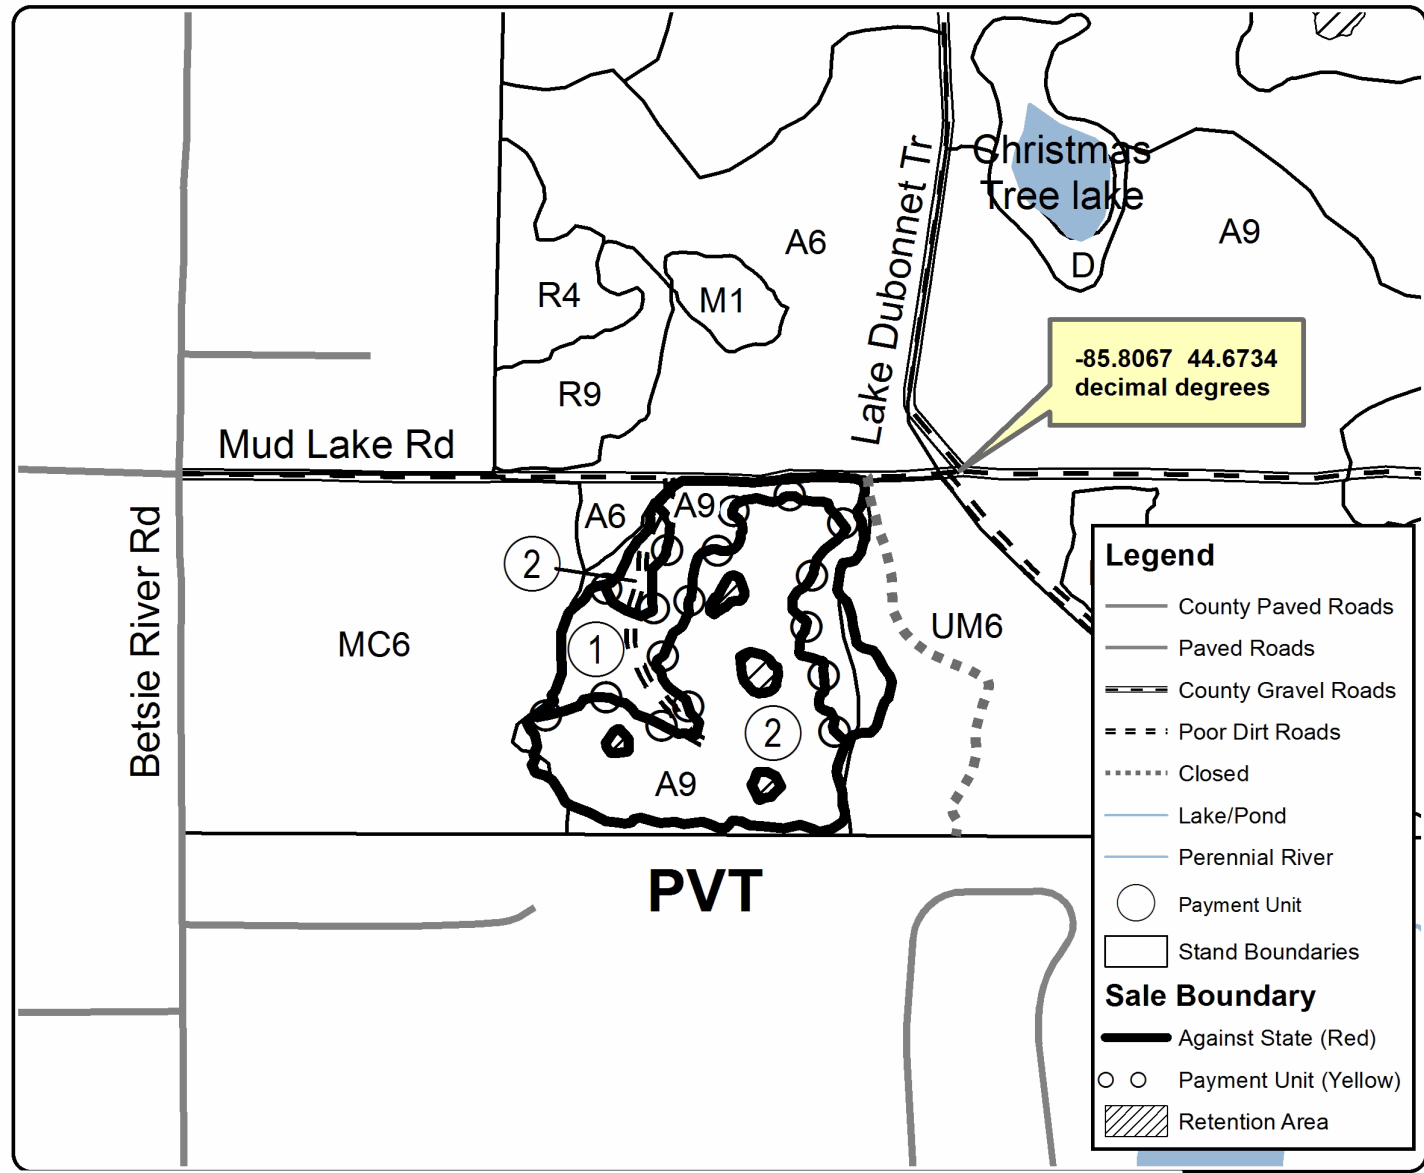 Christmas
Tree lake
Lake Dubonnet Tr
A6
A9
D
R4
M1
-85.8067 44.6734
decimal degrees
R9
Mud Lake Rd
A6
A9
2
Betsie River Rd
MC6
1
UM6
2
A9
PVT
Legend
County Paved Roads
Paved Roads
County Gravel Roads
Poor Dirt Roads
Closed
Lake/Pond
Perennial River
Payment Unit
Stand Boundaries
Sale Boundary
Against State (Red)
Payment Unit (Yellow)
Retention Area